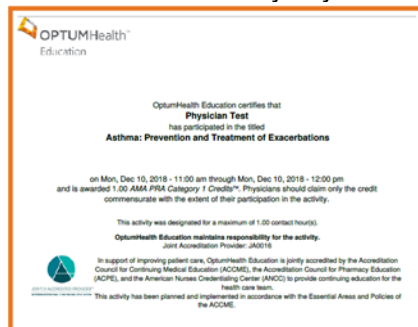 OPTUMHealth™
Education
OptumHealth Education certifies that
Physician Test
has participated in the titled
Asthma: Prevention and Treatment of Exacerbations
on Mon, Dec 10, 2018 - 11:00 am through Mon, Dec 10, 2018 - 12:00 pm
and is awarded 1.00 AMA PRA Category 1 Credits™. Physicians should claim only the credit
commensurate with the extent of their participation in the activity.
This activity was designated for a maximum of 1.00 contact hour(s).
OptumHealth Education maintains responsibility for the activity.
Joint Accreditation Provider: JA0016
In support of improving patient care, OptumHealth Education is jointly accredited by the Accreditation
Council for Continuing Medical Education (ACCME), the Accreditation Council for Pharmacy Education
(ACPE), and the American Nurses Credentialing Center (ANCC) to provide continuing education for the
health care team.
This activity has been planned and implemented in accordance with the Essential Areas and Policies of
the ACCME.
JOINTLY ACCREDITED PROVIDER™